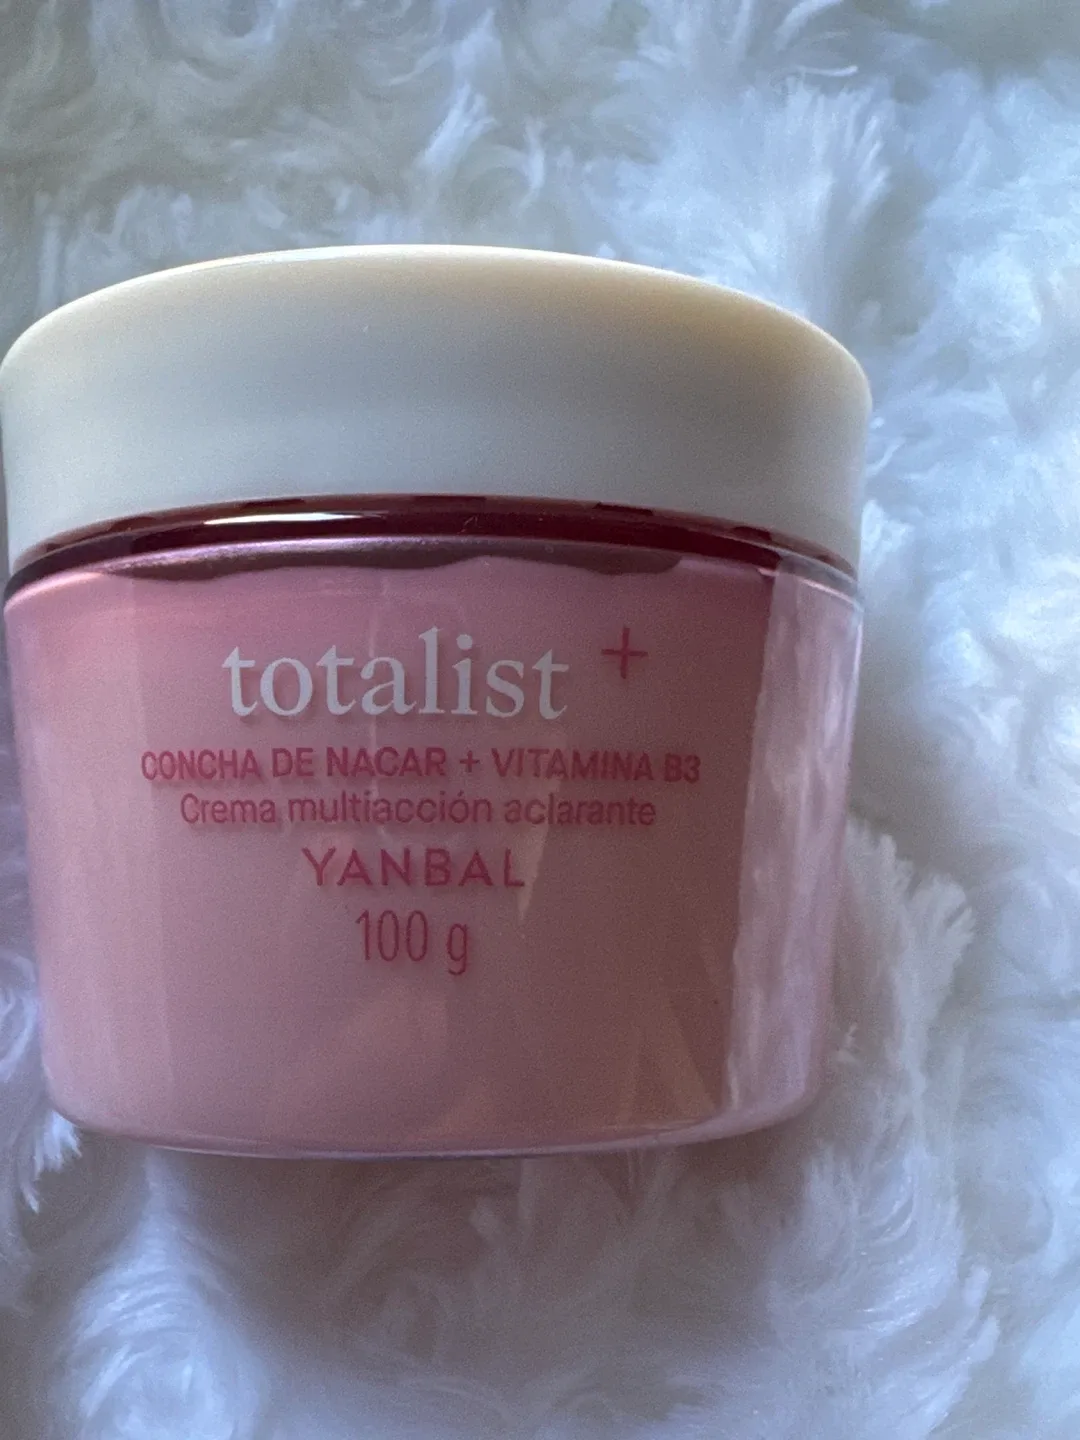 totalist +
CONCHA DE NACAR + VITAMINA B3
Crema multiacción aclarante
YANBAL
100 g